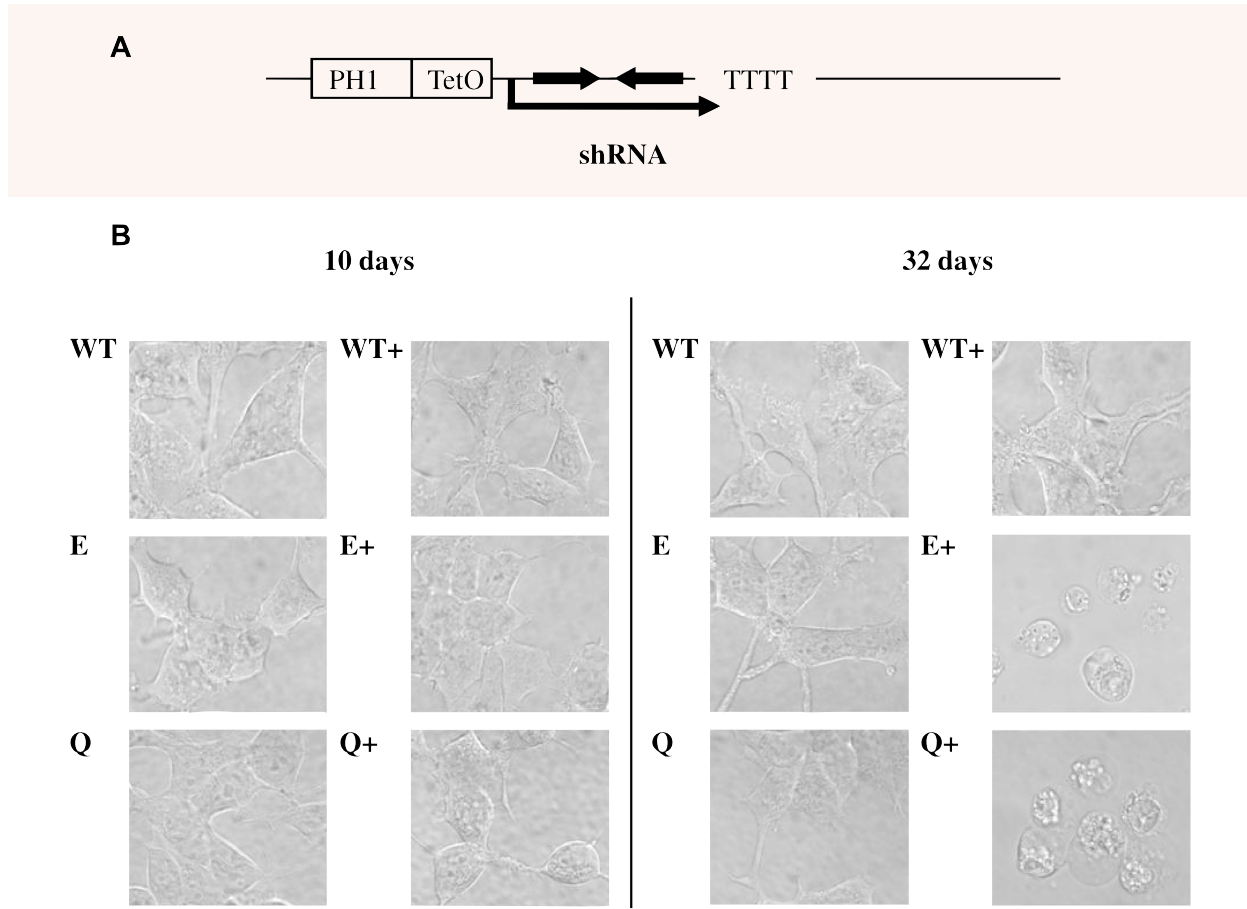 A
PH1 TetO TTTT
shRNA
B
10 days 32 days
WT WT+ WT WT+
E E+ E E+
Q Q+ Q Q+